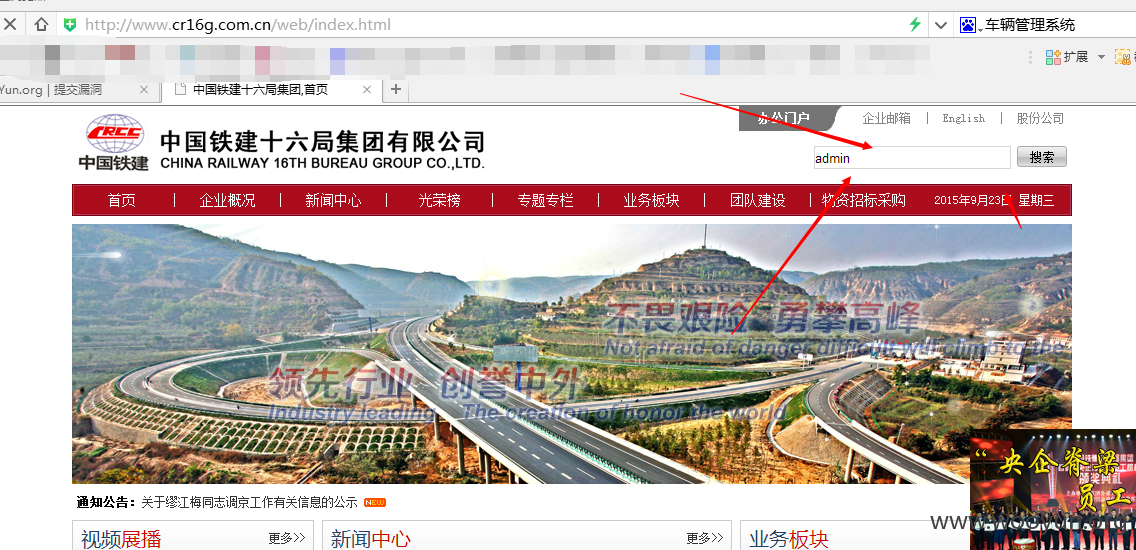 http://www.cr16g.com.cn/web/index.html
车辆管理系统
扩展
Yun.org | 提交漏洞
中国铁建十六局集团,首页
办公门户
企业邮箱 | English | 股份公司
CRCC
中国铁建
中国铁建十六局集团有限公司
CHINA RAILWAY 16TH BUREAU GROUP CO.,LTD.
admin
搜索
首页 | 企业概况 | 新闻中心 | 光荣榜 | 专题专栏 | 业务板块 | 团队建设 | 物资招标采购
2015年9月23日 星期三
不畏艰险 勇攀高峰
Not afraid of danger difficult will climb to the
领先行业 创誉中外
Industry leading The creation of honor the world
“央企脊梁
员工
颁奖典礼
通知公告: 关于缪江梅同志调京工作有关信息的公示 NEW
www.wooyun.org
视频展播 更多>>
新闻中心 更多>>
业务板块